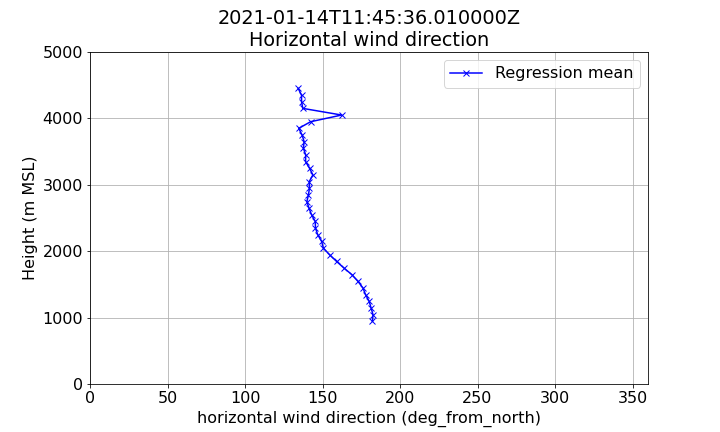 2021-01-14T11:45:36.010000Z
Horizontal wind direction
Regression mean
Height (m MSL)
5000
4000
3000
2000
1000
0
0 50 100 150 200 250 300 350
horizontal wind direction (deg_from_north)